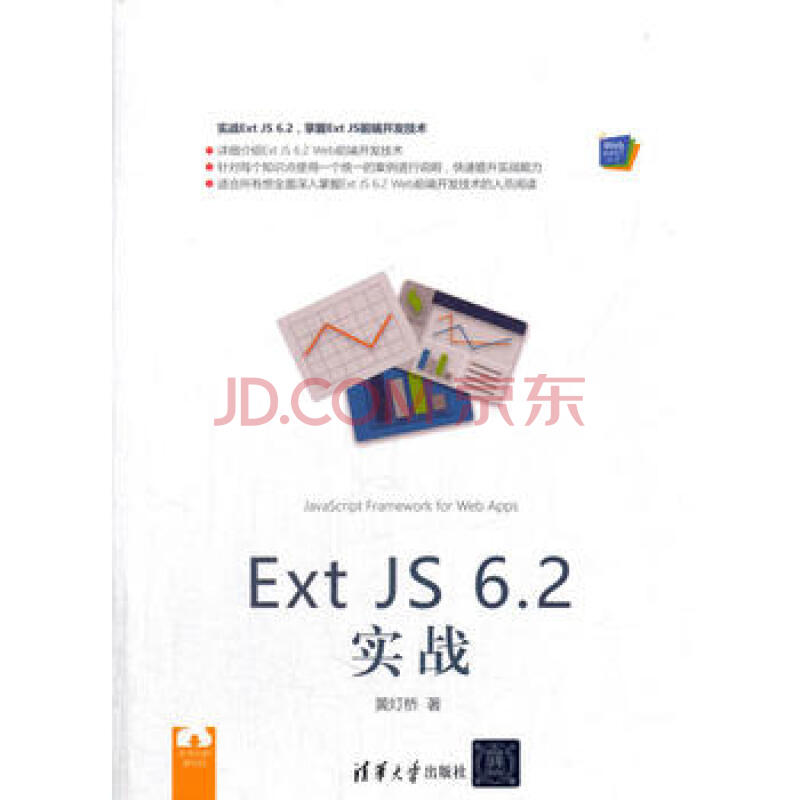 实战Ext JS 6.2，掌握Ext JS前端开发技术
详细介绍Ext JS 6.2 Web前端开发技术
针对每个知识点使用一个统一的案例进行说明，快速提升实战能力
适合所有想全面深入掌握Ext JS 6.2 Web前端开发技术的人员阅读
Web
JD.COM 京东
JavaScript Framework for Web Apps
Ext JS 6.2
实战
黄灯桥 著
清华大学出版社